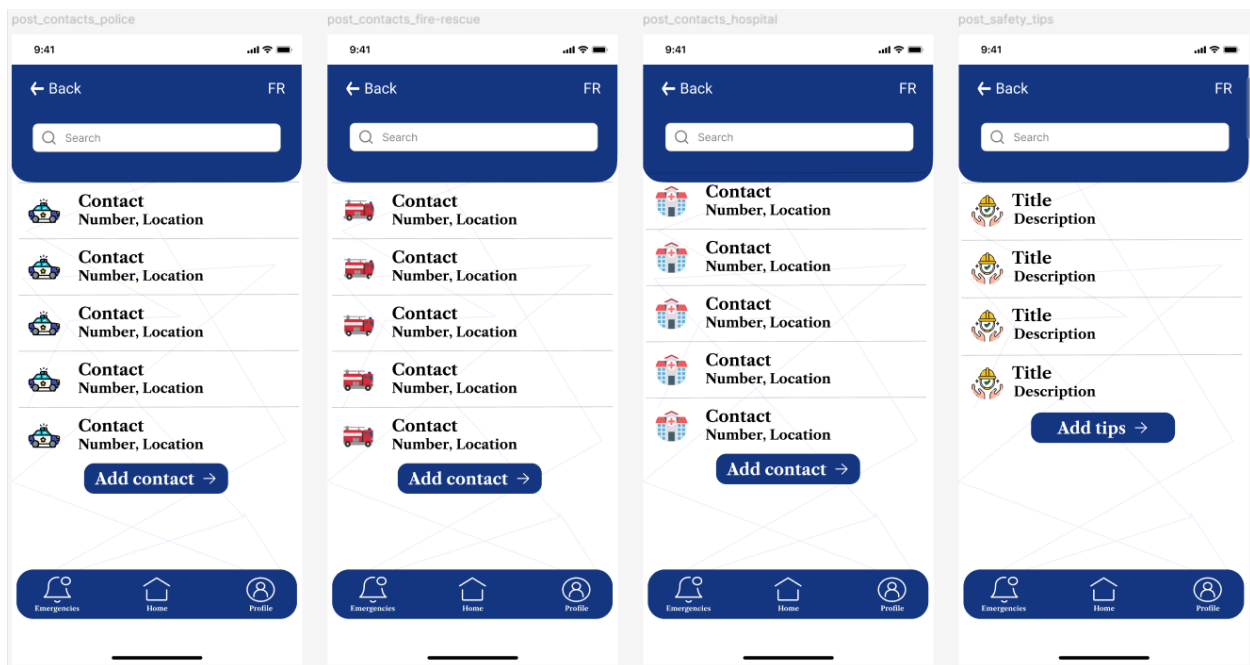 post_contacts_police
9:41
Back
FR
Search
Contact
Number, Location
Contact
Number, Location
Contact
Number, Location
Contact
Number, Location
Contact
Number, Location
Add contact →
Emergencies
Home
Profile
post_contacts_fire-rescue
9:41
Back
FR
Search
Contact
Number, Location
Contact
Number, Location
Contact
Number, Location
Contact
Number, Location
Contact
Number, Location
Add contact →
Emergencies
Home
Profile
post_contacts_hospital
9:41
Back
FR
Search
Contact
Number, Location
Contact
Number, Location
Contact
Number, Location
Contact
Number, Location
Contact
Number, Location
Add contact →
Emergencies
Home
Profile
post_safety_tips
9:41
Back
FR
Search
Title
Description
Title
Description
Title
Description
Title
Description
Add tips →
Emergencies
Home
Profile